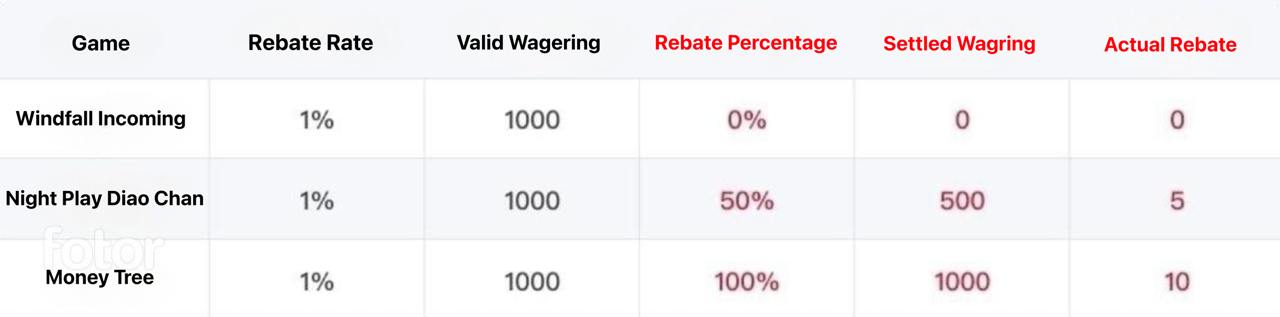 Game Rebate Rate Valid Wagering Rebate Percentage Settled Wagring Actual Rebate
Windfall Incoming 1% 1000 0% 0 0
Night Play Diao Chan 1% 1000 50% 500 5
fotor
Money Tree 1% 1000 100% 1000 10